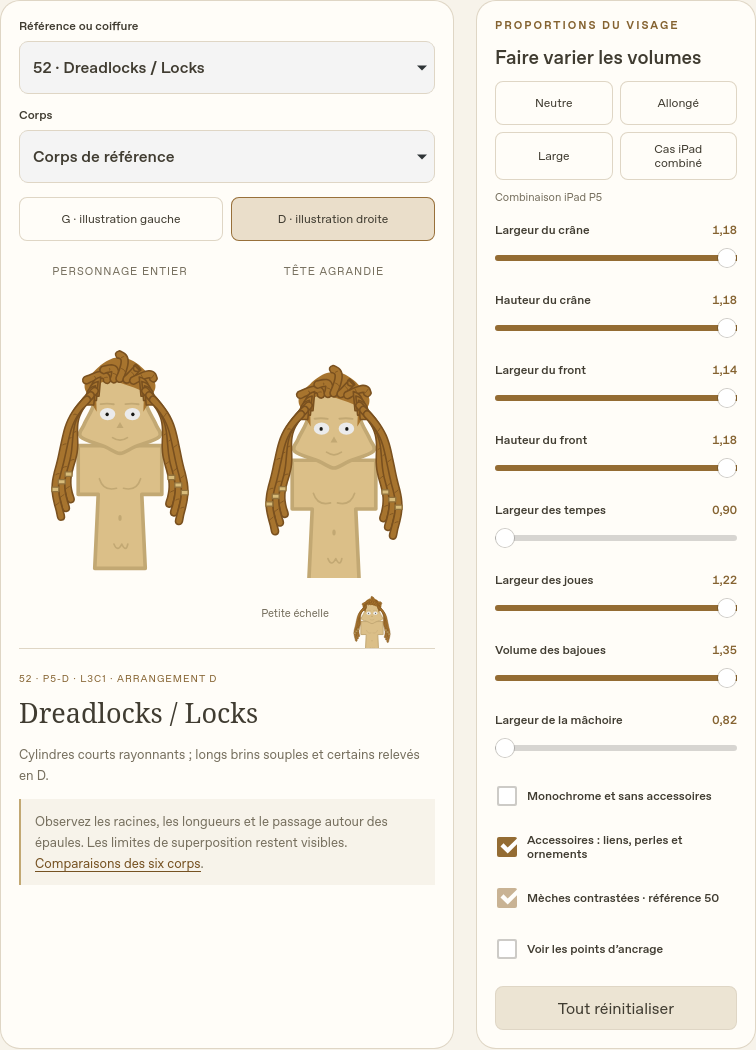 Référence ou coiffure
52 · Dreadlocks / Locks
Corps
Corps de référence
G · illustration gauche
D · illustration droite
PERSONNAGE ENTIER
TÊTE AGRANDIE
Petite échelle
52 · P5-D · L3C1 · ARRANGEMENT D
Dreadlocks / Locks
Cylindres courts rayonnants ; longs brins souples et certains relevés
en D.
Observez les racines, les longueurs et le passage autour des
épaules. Les limites de superposition restent visibles.
Comparaisons des six corps.
PROPORTIONS DU VISAGE
Faire varier les volumes
Neutre
Allongé
Large
Cas iPad
combiné
Combinaison iPad P5
Largeur du crâne 1,18
Hauteur du crâne 1,18
Largeur du front 1,14
Hauteur du front 1,18
Largeur des tempes 0,90
Largeur des joues 1,22
Volume des bajoues 1,35
Largeur de la mâchoire 0,82
Monochrome et sans accessoires
Accessoires : liens, perles et
ornements
Mèches contrastées · référence 50
Voir les points d’ancrage
Tout réinitialiser